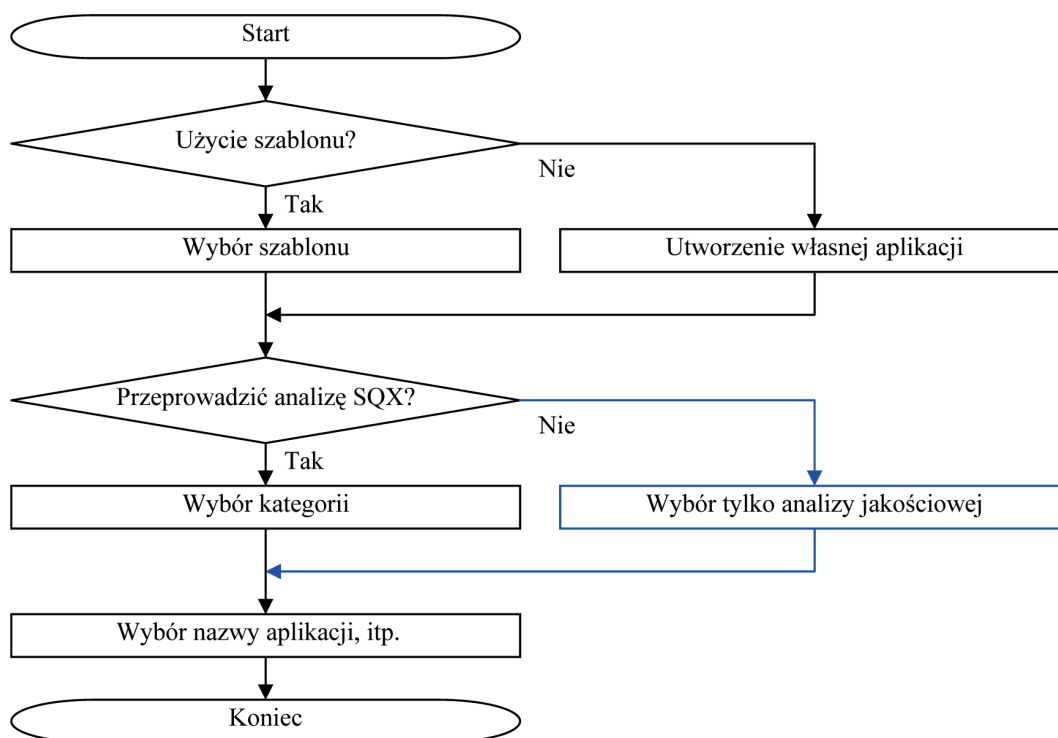 Start
Użycie szablonu?
Nie
Tak
Wybór szablonu
Utworzenie własnej aplikacji
Przeprowadzić analizę SQX?
Nie
Tak
Wybór kategorii
Wybór tylko analizy jakościowej
Wybór nazwy aplikacji, itp.
Koniec